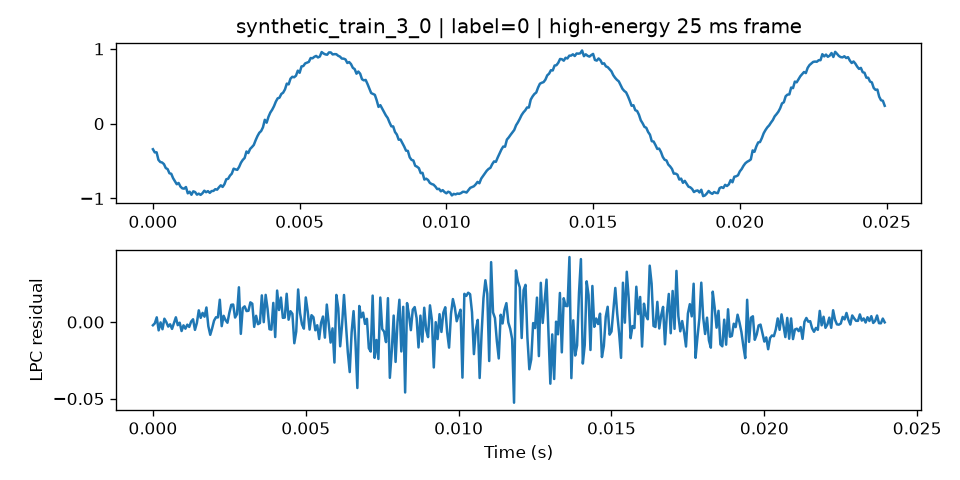 synthetic_train_3_0 | label=0 | high-energy 25 ms frame
1
0
−1
0.000 0.005 0.010 0.015 0.020 0.025
LPC residual
0.00
−0.05
0.000 0.005 0.010 0.015 0.020 0.025
Time (s)